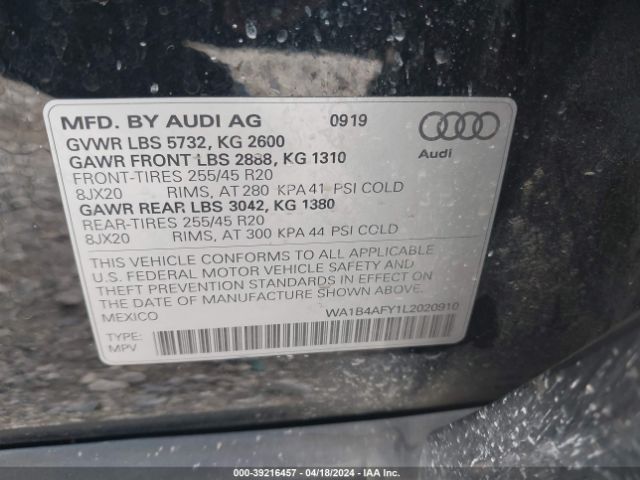 MFD. BY AUDI AG 0919
GVWR LBS 5732, KG 2600
GAWR FRONT LBS 2888, KG 1310
FRONT-TIRES 255/45 R20
8JX20 RIMS, AT 280 KPA 41 PSI COLD
GAWR REAR LBS 3042, KG 1380
REAR-TIRES 255/45 R20
8JX20 RIMS, AT 300 KPA 44 PSI COLD
Audi
THIS VEHICLE CONFORMS TO ALL APPLICABLE
U.S. FEDERAL MOTOR VEHICLE SAFETY AND
THEFT PREVENTION STANDARDS IN EFFECT ON
THE DATE OF MANUFACTURE SHOWN ABOVE.
MEXICO WA1B4AFY1L2020910
TYPE:
MPV
000-39216457 - 04/18/2024 - IAA Inc.